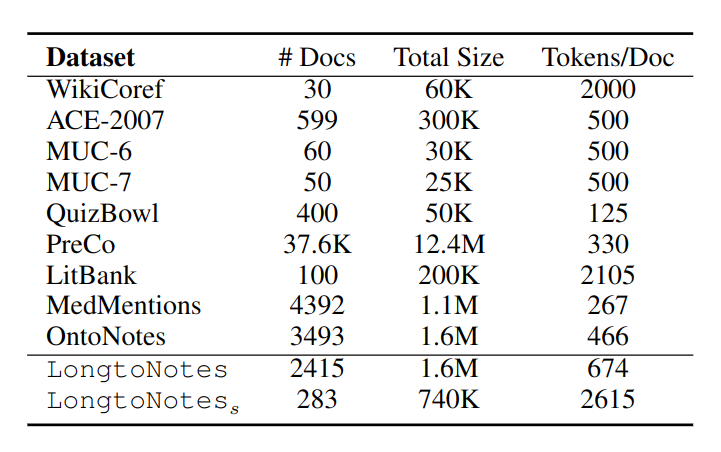 Dataset # Docs Total Size Tokens/Doc
WikiCoref 30 60K 2000
ACE-2007 599 300K 500
MUC-6 60 30K 500
MUC-7 50 25K 500
QuizBowl 400 50K 125
PreCo 37.6K 12.4M 330
LitBank 100 200K 2105
MedMentions 4392 1.1M 267
OntoNotes 3493 1.6M 466
LongtoNotes 2415 1.6M 674
LongtoNotes_s 283 740K 2615